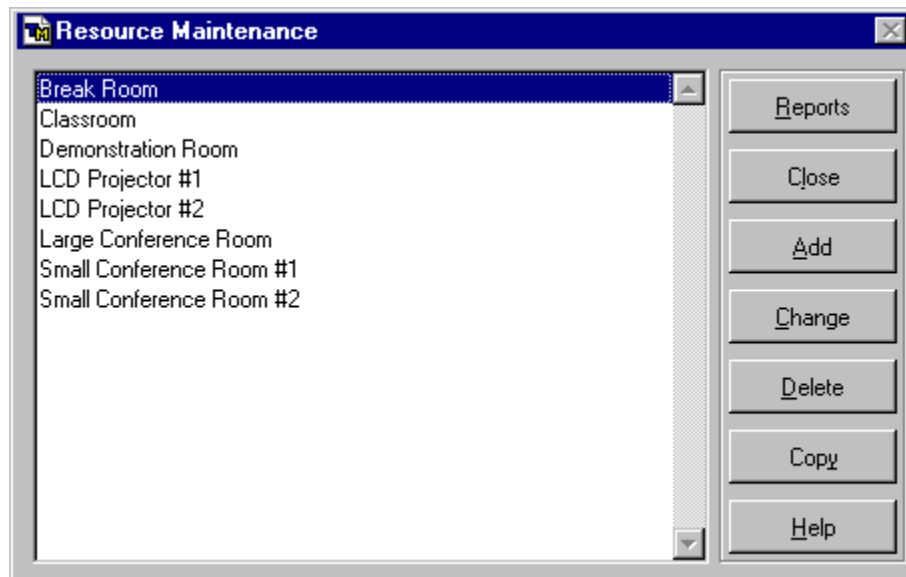 Resource Maintenance
Break Room
Classroom
Demonstration Room
LCD Projector #1
LCD Projector #2
Large Conference Room
Small Conference Room #1
Small Conference Room #2
Reports
Close
Add
Change
Delete
Copy
Help